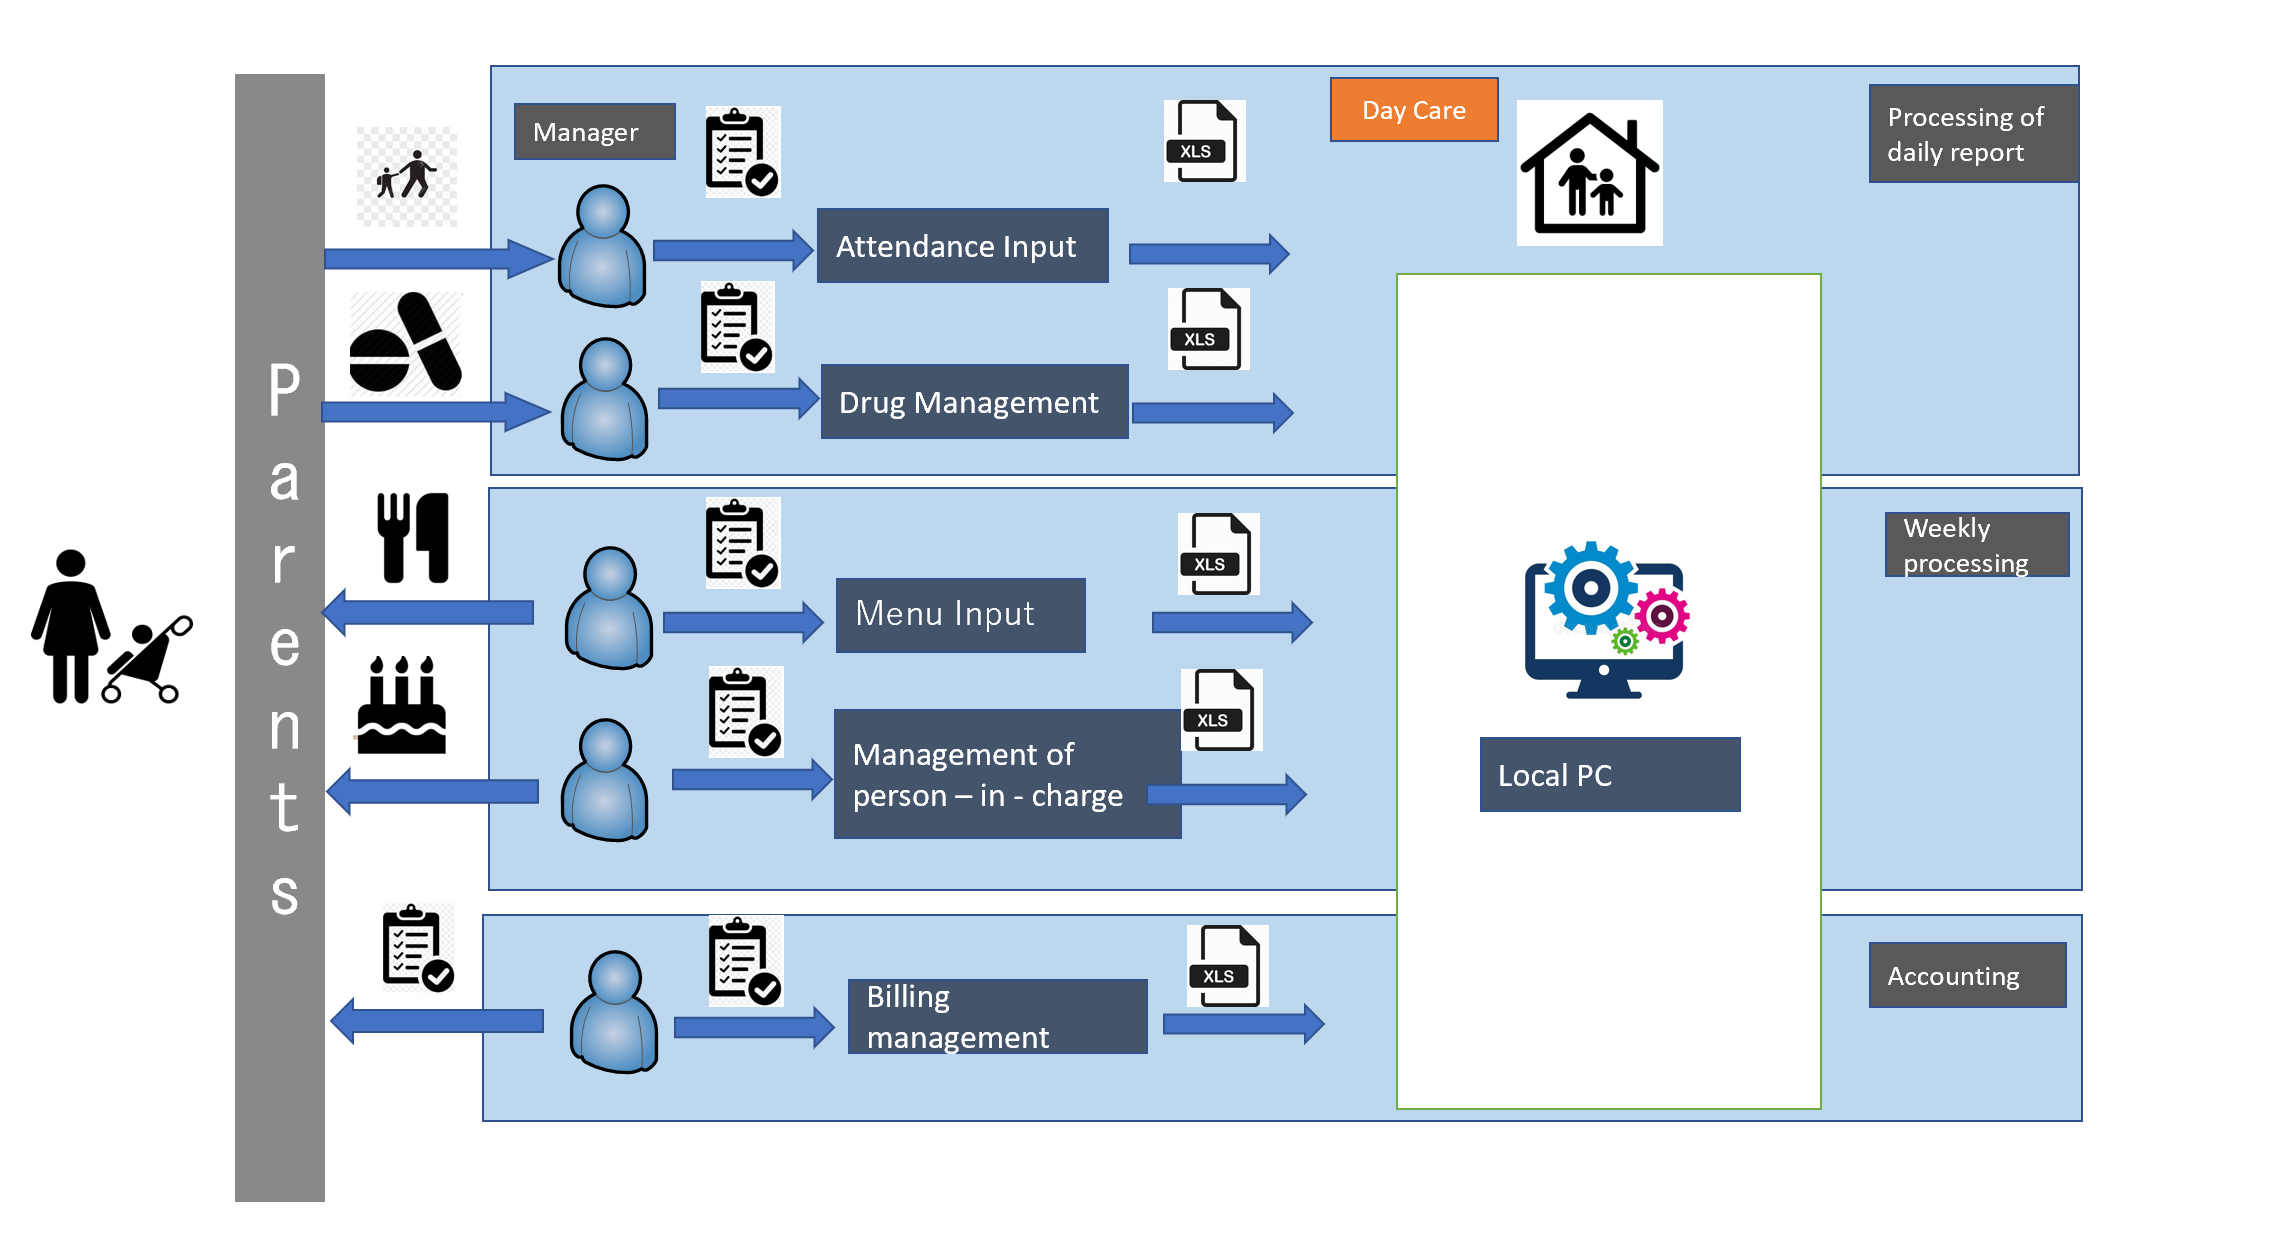 Parents
Manager
Day Care
Processing of
daily report
XLS
Attendance Input
XLS
Drug Management
Weekly
processing
XLS
Menu Input
XLS
Management of
person – in - charge
Local PC
Accounting
XLS
Billing
management